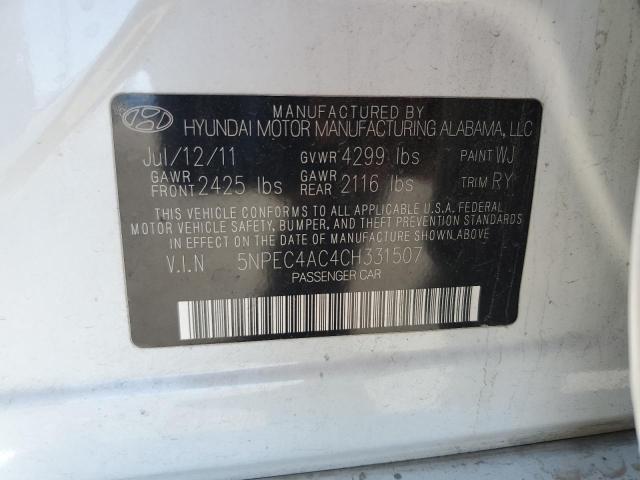 MANUFACTURED BY
HYUNDAI MOTOR MANUFACTURING ALABAMA, LLC
Jul/12/11 GVWR 4299 lbs PAINT WJ
GAWR FRONT 2425 lbs GAWR REAR 2116 lbs TRIM RY
THIS VEHICLE CONFORMS TO ALL APPLICABLE U.S.A. FEDERAL
MOTOR VEHICLE SAFETY, BUMPER, AND THEFT PREVENTION STANDARDS
IN EFFECT ON THE DATE OF MANUFACTURE SHOWN ABOVE.
V.I.N 5NPEC4AC4CH331507
PASSENGER CAR